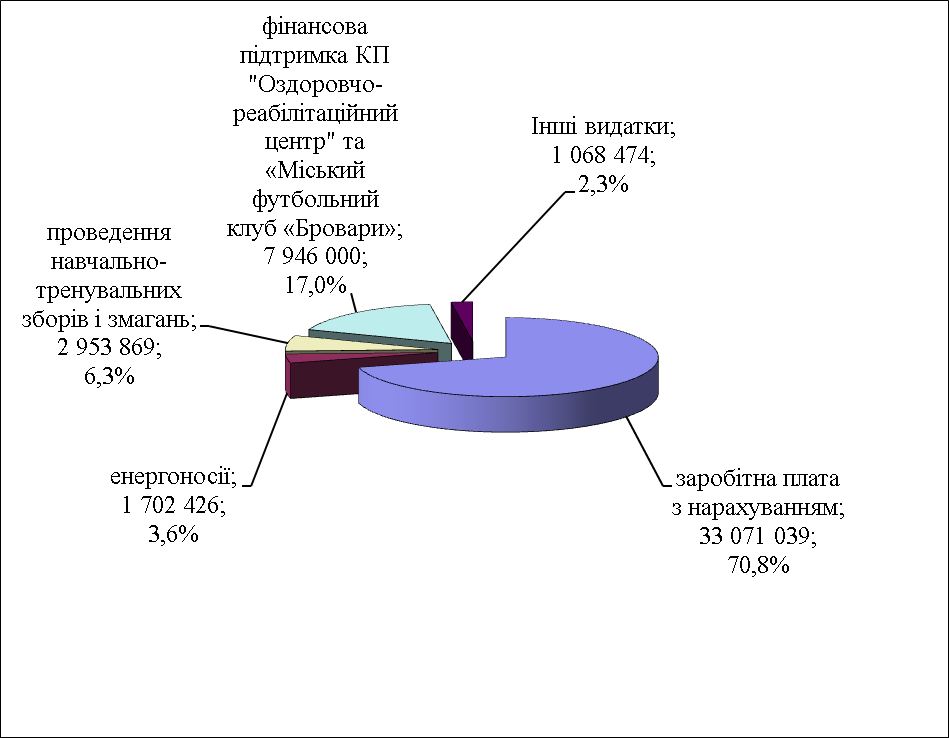 фінансова
підтримка КП
"Оздоровчо-
реабілітаційний
центр" та
«Міський
футбольний
клуб «Бровари»;
7 946 000;
17,0%
Інші видатки;
1 068 474;
2,3%
проведення
навчально-
тренувальних
зборів і змагань;
2 953 869;
6,3%
енергоносії;
1 702 426;
3,6%
заробітна плата
з нарахуванням;
33 071 039;
70,8%